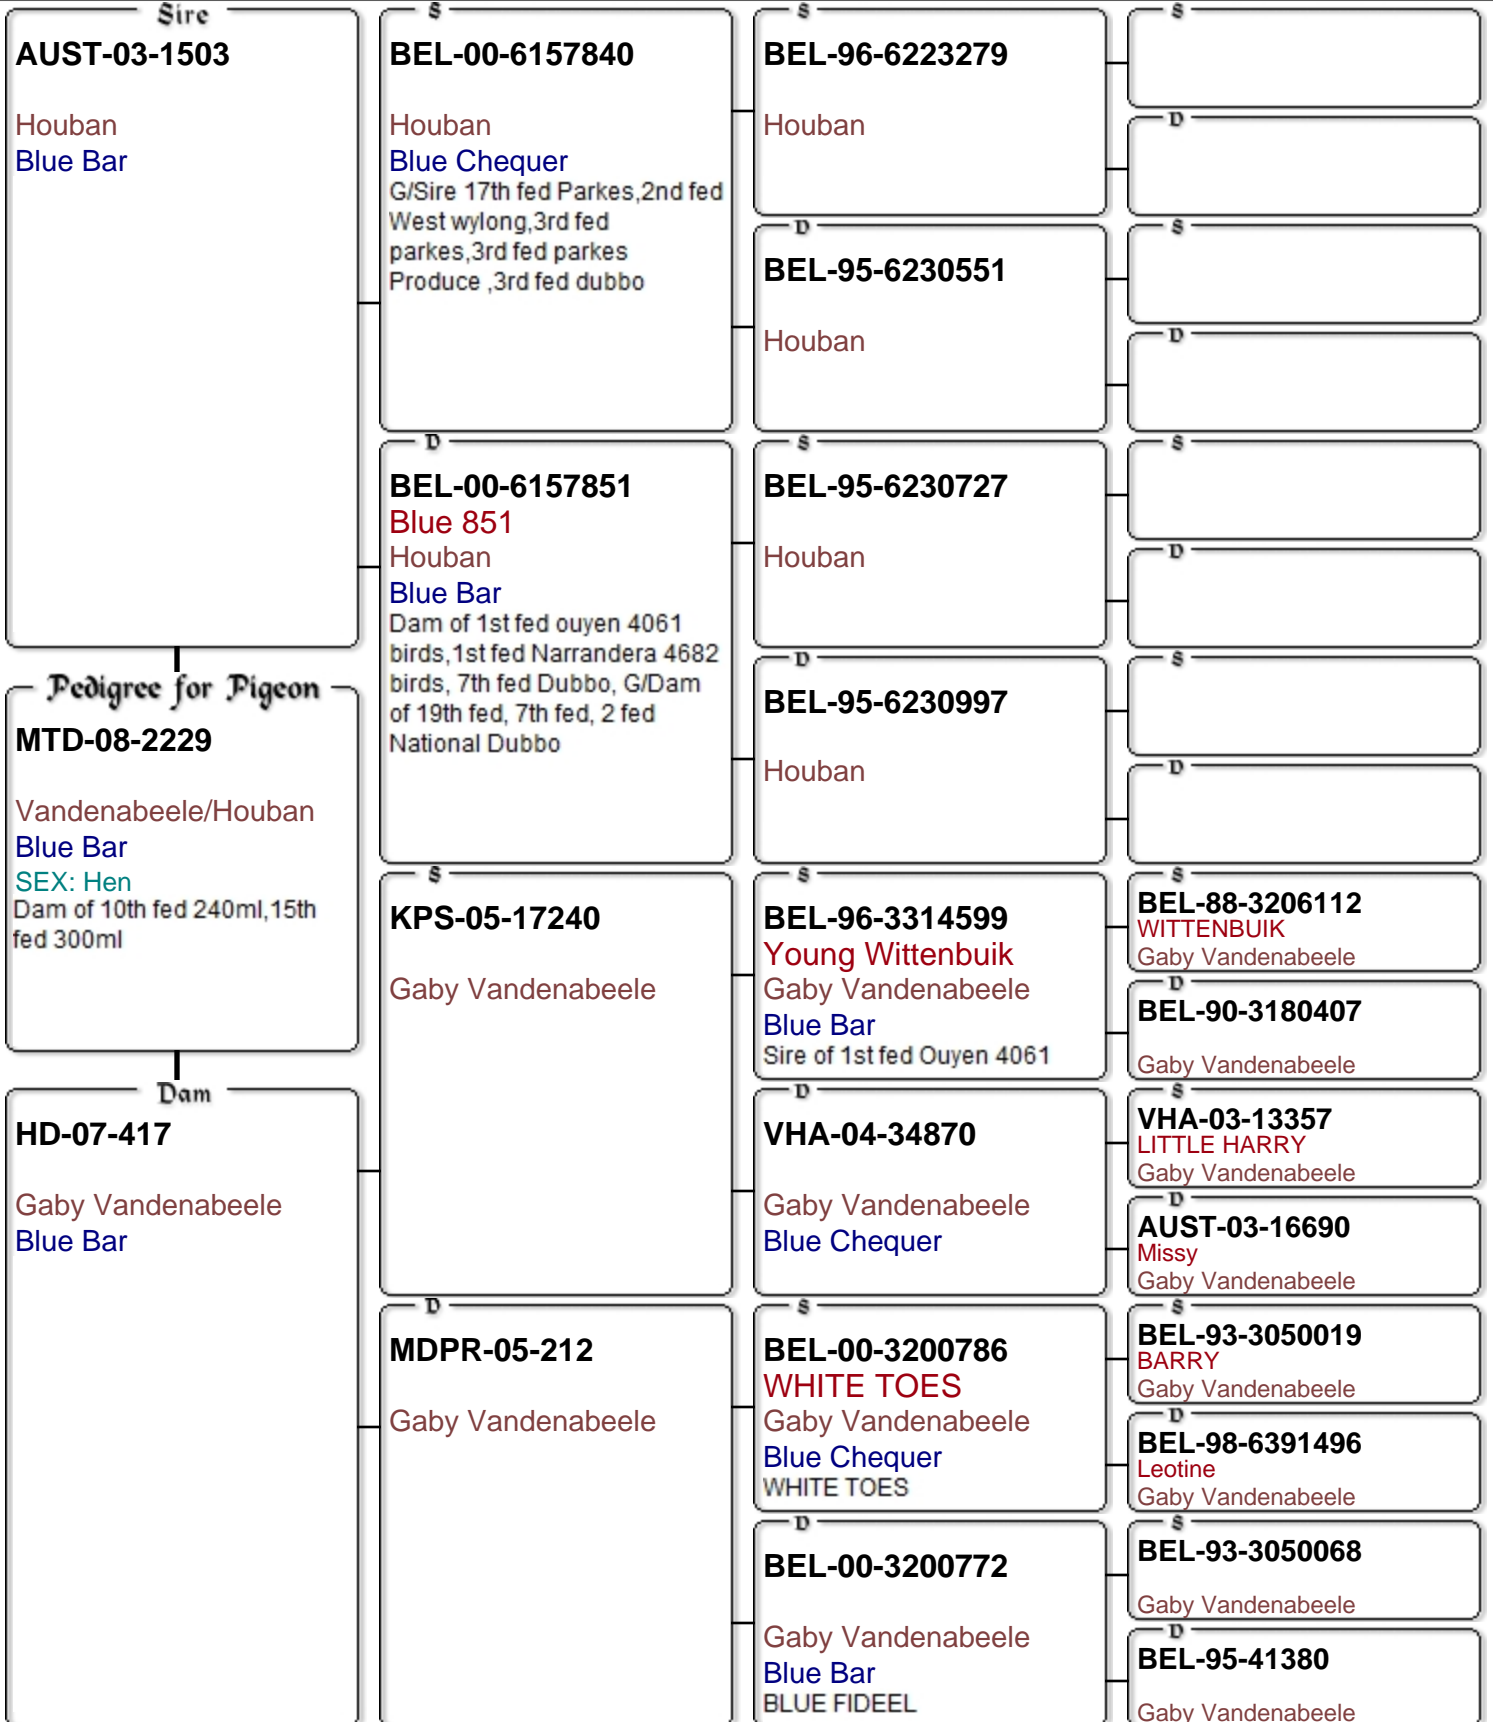 Sire
AUST-03-1503
Houban
Blue Bar
Pedigree for Pigeon
MTD-08-2229
Vandenabeele/Houban
Blue Bar
SEX: Hen
Dam of 10th fed 240ml,15th
fed 300ml
Dam
HD-07-417
Gaby Vandenabeele
Blue Bar
S
BEL-00-6157840
Houban
Blue Chequer
G/Sire 17th fed Parkes,2nd fed
West wylong,3rd fed
parkes,3rd fed parkes
Produce ,3rd fed dubbo
D
BEL-00-6157851
Blue 851
Houban
Blue Bar
Dam of 1st fed ouyen 4061
birds,1st fed Narrandera 4682
birds, 7th fed Dubbo, G/Dam
of 19th fed, 7th fed, 2 fed
National Dubbo
S
KPS-05-17240
Gaby Vandenabeele
D
MDPR-05-212
Gaby Vandenabeele
S
BEL-96-6223279
Houban
D
BEL-95-6230551
Houban
S
BEL-95-6230727
Houban
D
BEL-95-6230997
Houban
S
BEL-96-3314599
Young Wittenbuik
Gaby Vandenabeele
Blue Bar
Sire of 1st fed Ouyen 4061
D
VHA-04-34870
Gaby Vandenabeele
Blue Chequer
S
BEL-00-3200786
WHITE TOES
Gaby Vandenabeele
Blue Chequer
WHITE TOES
D
BEL-00-3200772
Gaby Vandenabeele
Blue Bar
BLUE FIDEEL
S
D
S
D
S
D
S
D
S
BEL-88-3206112
WITTENBUIK
Gaby Vandenabeele
D
BEL-90-3180407
Gaby Vandenabeele
S
VHA-03-13357
LITTLE HARRY
Gaby Vandenabeele
D
AUST-03-16690
Missy
Gaby Vandenabeele
S
BEL-93-3050019
BARRY
Gaby Vandenabeele
D
BEL-98-6391496
Leotine
Gaby Vandenabeele
S
BEL-93-3050068
Gaby Vandenabeele
D
BEL-95-41380
Gaby Vandenabeele